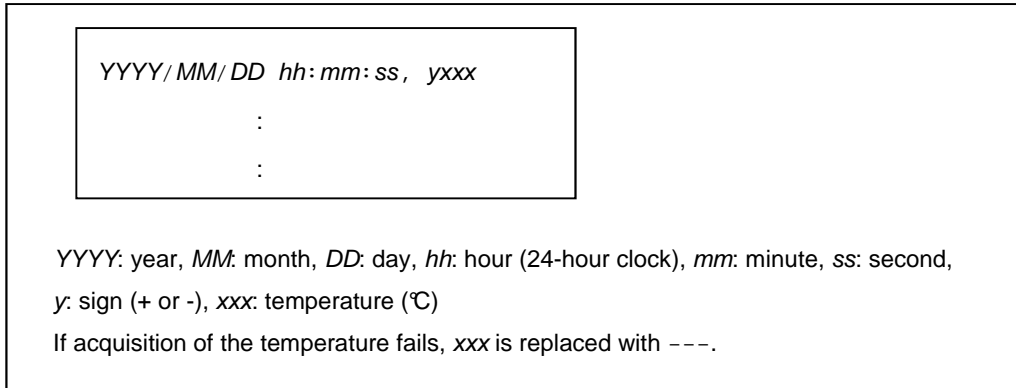 YYYY/MM/DD hh:mm:ss, yxxx
:
:
YYYY: year, MM: month, DD: day, hh: hour (24-hour clock), mm: minute, ss: second,
y: sign (+ or -), xxx: temperature (℃)
If acquisition of the temperature fails, xxx is replaced with ---.